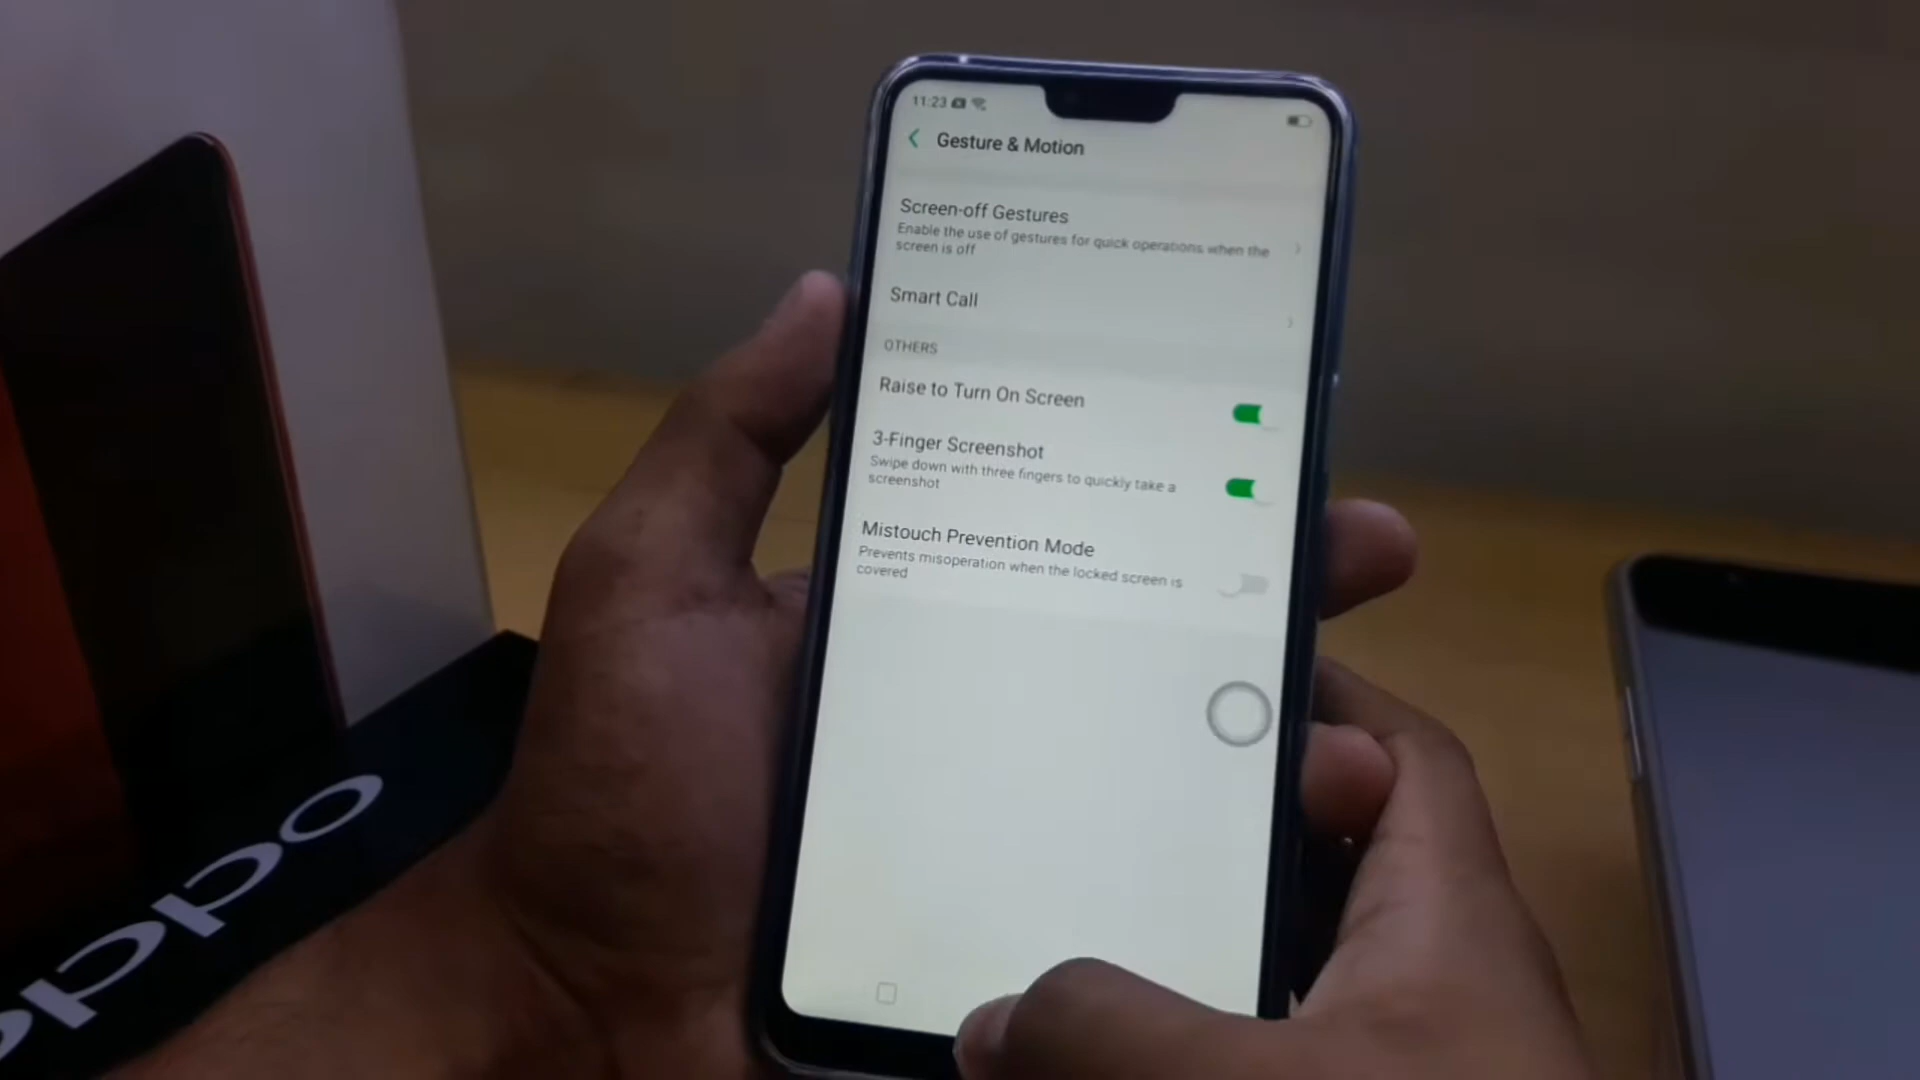 11:23
Gesture & Motion
Screen-off Gestures
Enable the use of gestures for quick operations when the
screen is off
Smart Call
OTHERS
Raise to Turn On Screen
3-Finger Screenshot
Swipe down with three fingers to quickly take a
screenshot
Mistouch Prevention Mode
Prevents misoperation when the locked screen is
covered
oppo